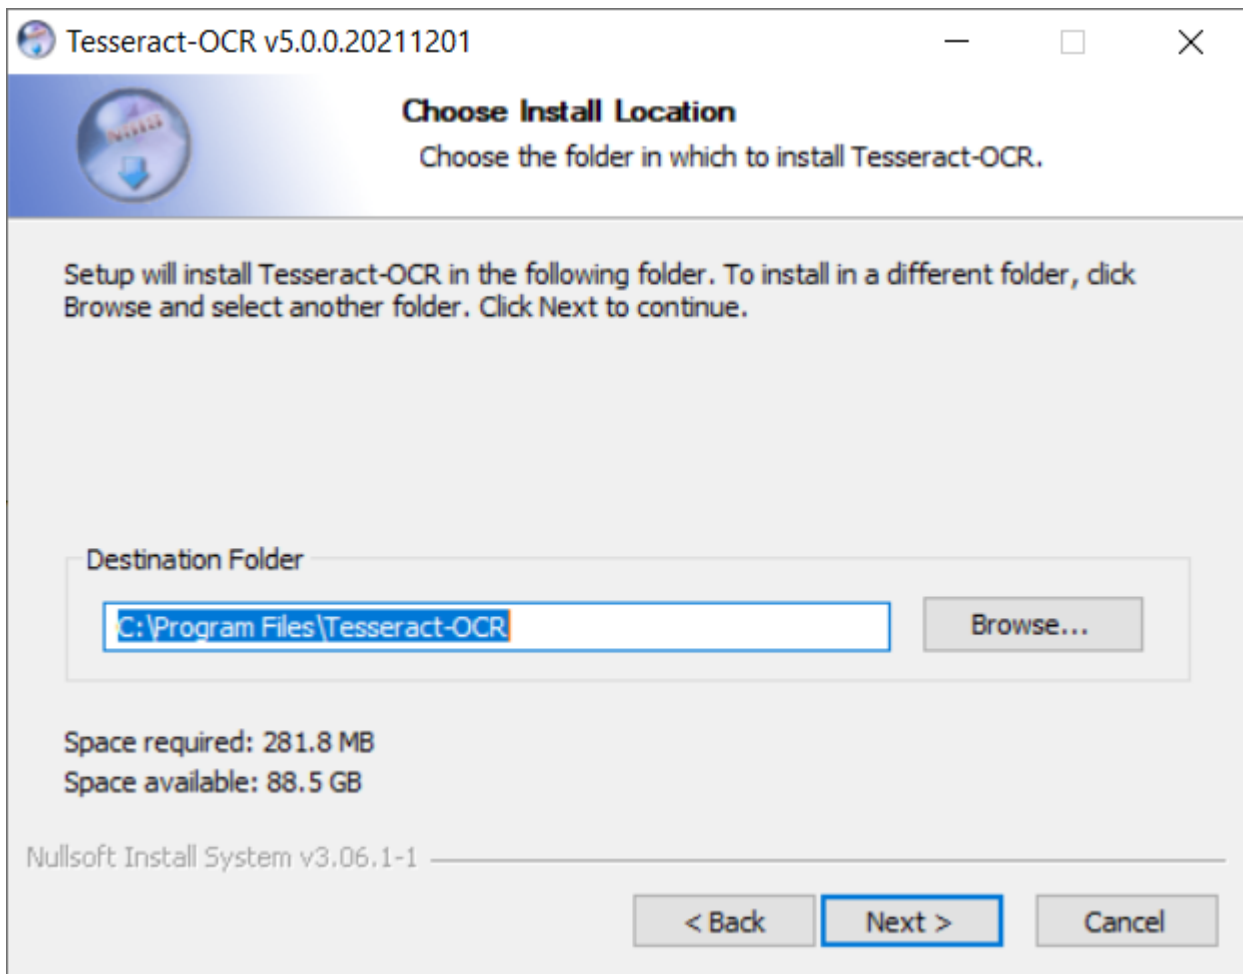 Tesseract-OCR v5.0.0.20211201
Choose Install Location
Choose the folder in which to install Tesseract-OCR.
Setup will install Tesseract-OCR in the following folder. To install in a different folder, click
Browse and select another folder. Click Next to continue.
Destination Folder
C:\Program Files\Tesseract-OCR
Browse...
Space required: 281.8 MB
Space available: 88.5 GB
Nullsoft Install System v3.06.1-1
< Back
Next >
Cancel